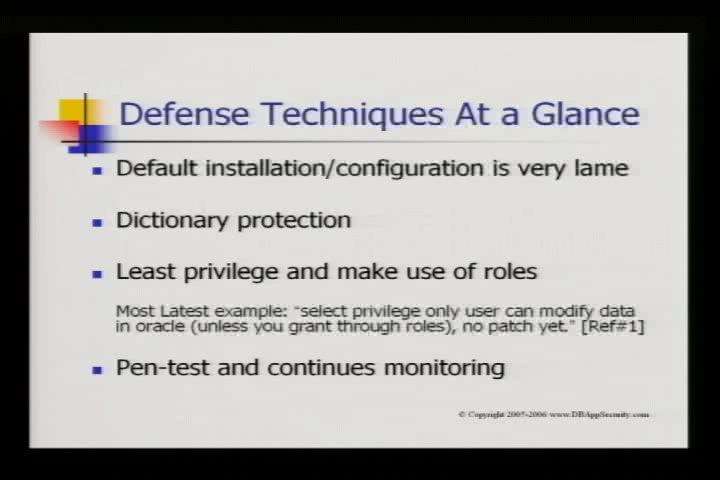 Defense Techniques At a Glance
Default installation/configuration is very lame
Dictionary protection
Least privilege and make use of roles
Most Latest example: "select privilege only user can modify data
in oracle (unless you grant through roles), no patch yet." [Ref#1]
Pen-test and continues monitoring
© Copyright 2005-2006 www.DBAppSecurity.com